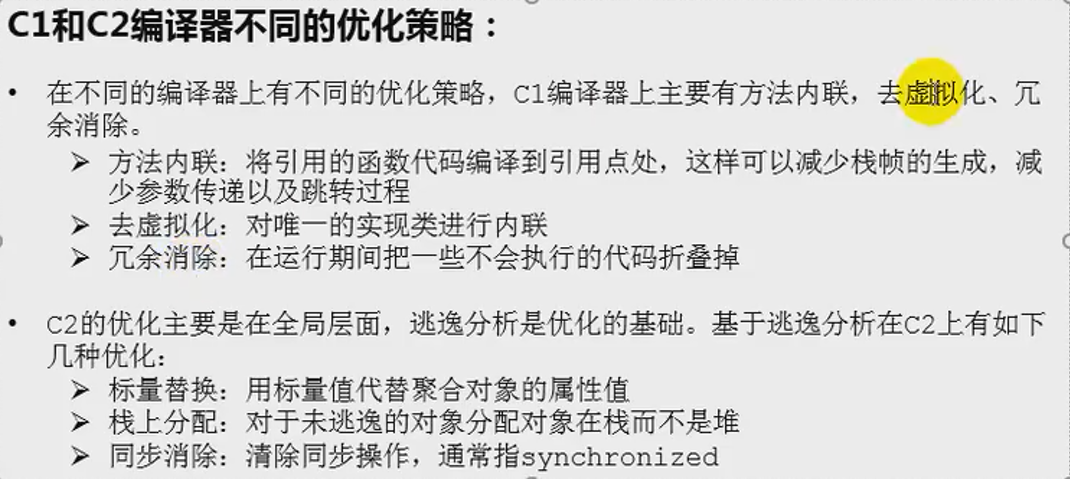 C1和C2编译器不同的优化策略：
• 在不同的编译器上有不同的优化策略，C1编译器上主要有方法内联，去虚拟化、冗
余消除。
➢ 方法内联：将引用的函数代码编译到引用点处，这样可以减少栈帧的生成，减
少参数传递以及跳转过程
➢ 去虚拟化：对唯一的实现类进行内联
➢ 冗余消除：在运行期间把一些不会执行的代码折叠掉
• C2的优化主要是在全局层面，逃逸分析是优化的基础。基于逃逸分析在C2上有如下
几种优化：
➢ 标量替换：用标量值代替聚合对象的属性值
➢ 栈上分配：对于未逃逸的对象分配对象在栈而不是堆
➢ 同步消除：清除同步操作，通常指synchronized